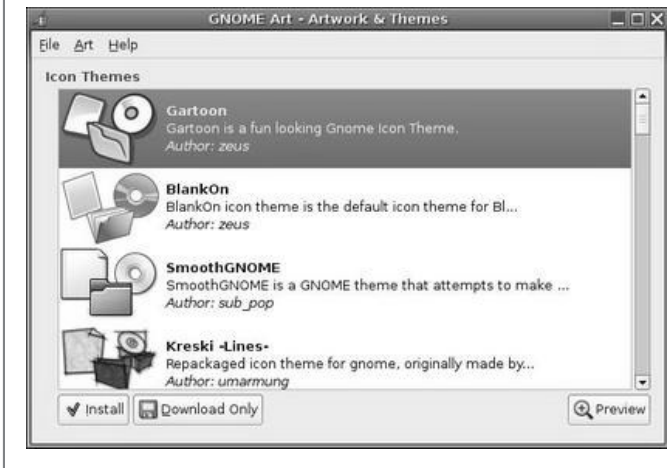 GNOME Art - Artwork & Themes
File Art Help
Icon Themes
Gartoon
Gartoon is a fun looking Gnome Icon Theme.
Author: zeus
BlankOn
BlankOn icon theme is the default icon theme for Bl...
Author: zeus
SmoothGNOME
SmoothGNOME is a GNOME theme that attempts to make ...
Author: sub_pop
Kreski -Lines-
Repackaged icon theme for gnome, originally made by...
Author: umarmung
Install Download Only Preview